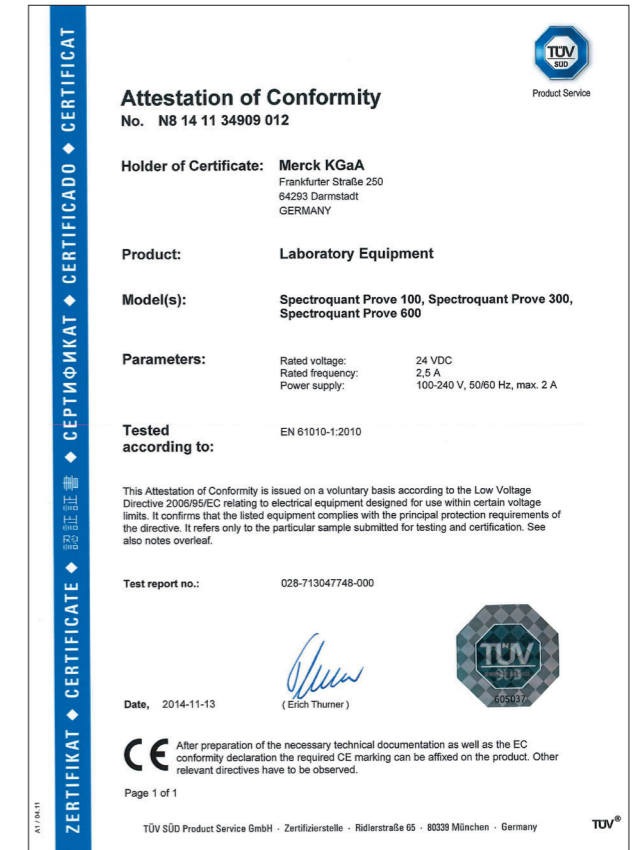 TÜV
SÜD
Product Service
Attestation of Conformity
No. N8 14 11 34909 012
Holder of Certificate: Merck KGaA
Frankfurter Straße 250
64293 Darmstadt
GERMANY
Product: Laboratory Equipment
Model(s): Spectroquant Prove 100, Spectroquant Prove 300,
Spectroquant Prove 600
Parameters: Rated voltage: 24 VDC
Rated frequency: 2,5 A
Power supply: 100-240 V, 50/60 Hz, max. 2 A
Tested EN 61010-1:2010
according to:
This Attestation of Conformity is issued on a voluntary basis according to the Low Voltage
Directive 2006/95/EC relating to electrical equipment designed for use within certain voltage
limits. It confirms that the listed equipment complies with the principal protection requirements of
the directive. It refers only to the particular sample submitted for testing and certification. See
also notes overleaf.
Test report no.: 028-713047748-000
Date, 2014-11-13 ( Erich Thurner )
TÜV
605037
CE After preparation of the necessary technical documentation as well as the EC
conformity declaration the required CE marking can be affixed on the product. Other
relevant directives have to be observed.
Page 1 of 1
TÜV SÜD Product Service GmbH · Zertifizierstelle · Ridlerstraße 65 · 80339 München · Germany
TÜV®
A1 / 04.11
ZERTIFIKAT ◆ CERTIFICATE ◆ 認証証書 ◆ СЕРТИФИКАТ ◆ CERTIFICADO ◆ CERTIFICAT